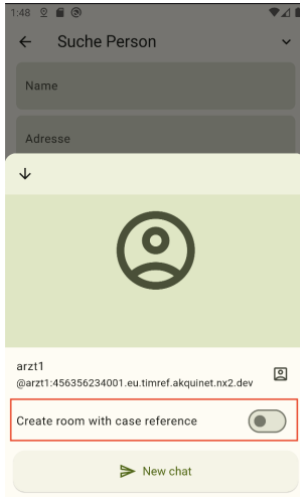 1:48
Suche Person
Name
Adresse
arzt1
@arzt1:456356234001.eu.timref.akquinet.nx2.dev
Create room with case reference
New chat